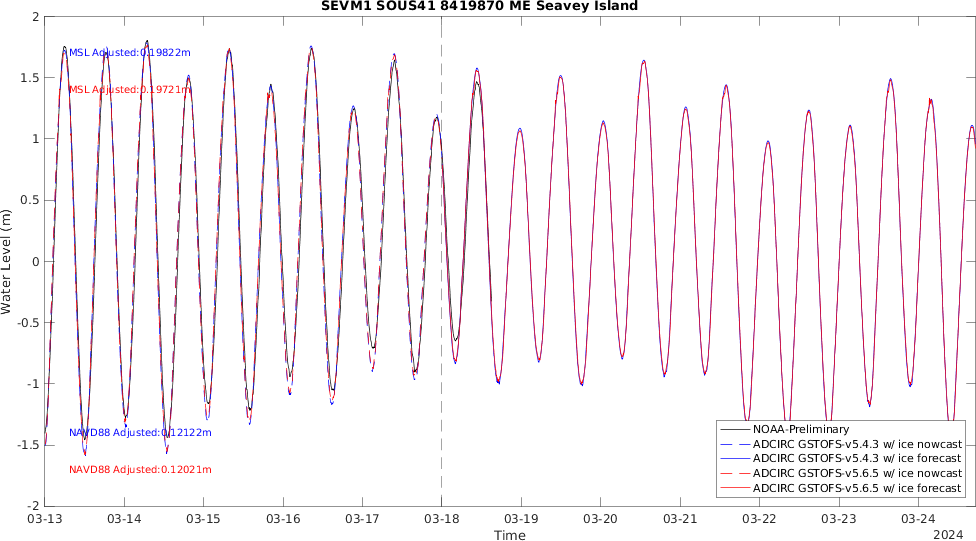 SEVM1 SOUS41 8419870 ME Seavey Island
2
1.5
1
0.5
0
-0.5
-1
-1.5
-2
Water Level (m)
MSL Adjusted:0.19822m
MSL Adjusted:0.19721m
NAVD88 Adjusted:0.12122m
NAVD88 Adjusted:0.12021m
NOAA-Preliminary
ADCIRC GSTOFS-v5.4.3 w/ ice nowcast
ADCIRC GSTOFS-v5.4.3 w/ ice forecast
ADCIRC GSTOFS-v5.6.5 w/ ice nowcast
ADCIRC GSTOFS-v5.6.5 w/ ice forecast
03-13 03-14 03-15 03-16 03-17 03-18 03-19 03-20 03-21 03-22 03-23 03-24
Time
2024